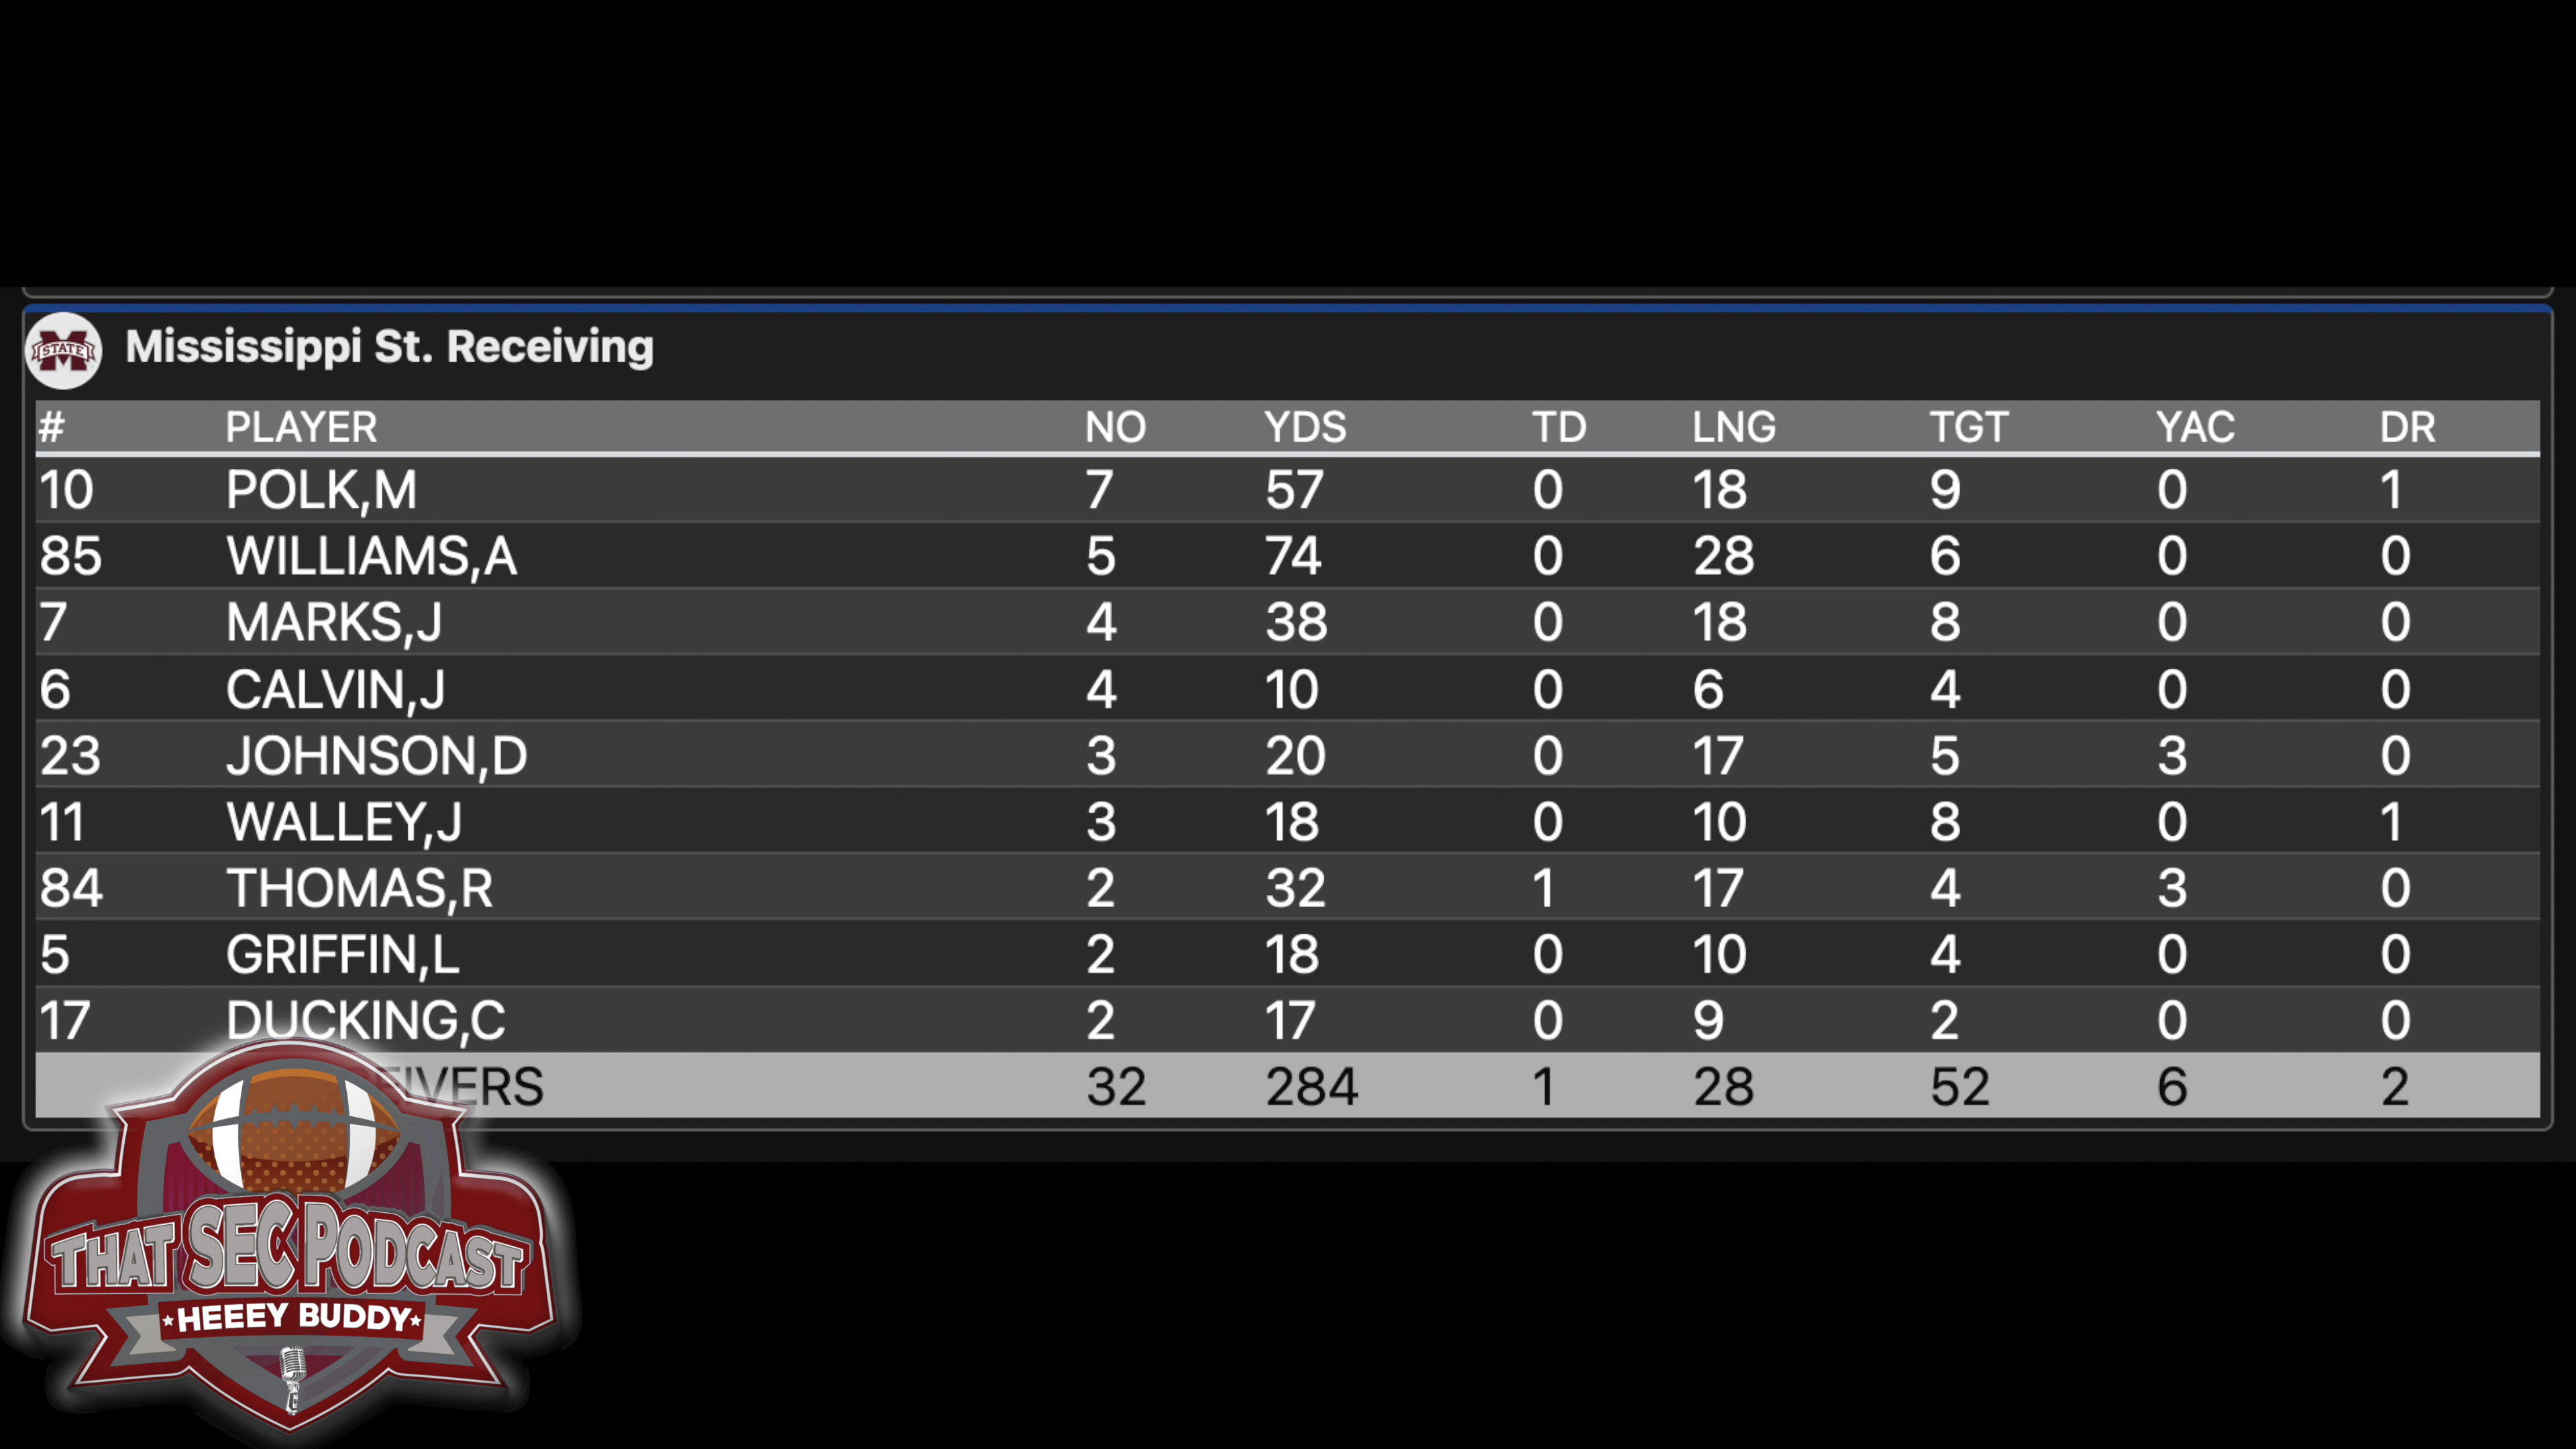 STATE
Mississippi St. Receiving
# PLAYER NO YDS TD LNG TGT YAC DR
10 POLK,M 7 57 0 18 9 0 1
85 WILLIAMS,A 5 74 0 28 6 0 0
7 MARKS,J 4 38 0 18 8 0 0
6 CALVIN,J 4 10 0 6 4 0 0
23 JOHNSON,D 3 20 0 17 5 3 0
11 WALLEY,J 3 18 0 10 8 0 1
84 THOMAS,R 2 32 1 17 4 3 0
5 GRIFFIN,L 2 18 0 10 4 0 0
17 DUCKING,C 2 17 0 9 2 0 0
32 284 1 28 52 6 2
THAT SEC PODCAST
HEEEY BUDDY